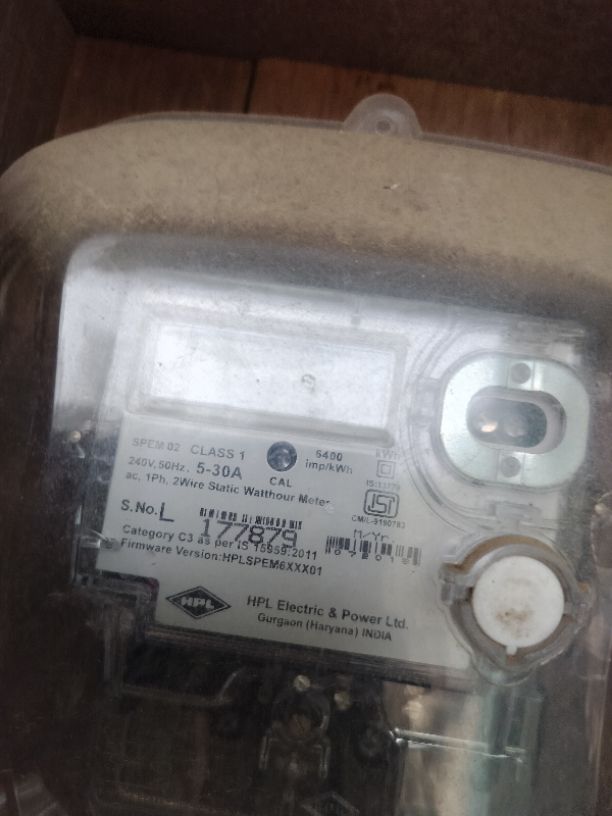 SPEM 02 CLASS 1
240V, 50Hz, 5-30A
CAL
6400
imp/kWh
kWh
ac, 1Ph, 2Wire Static Watthour Meter
IS:13779
ISI
S.No.L 177879
M/Yr.
Category C3 as per IS 15959:2011
Firmware Version:HPLSPEM6XXX01
HPL
HPL Electric & Power Ltd.
Gurgaon (Haryana) INDIA